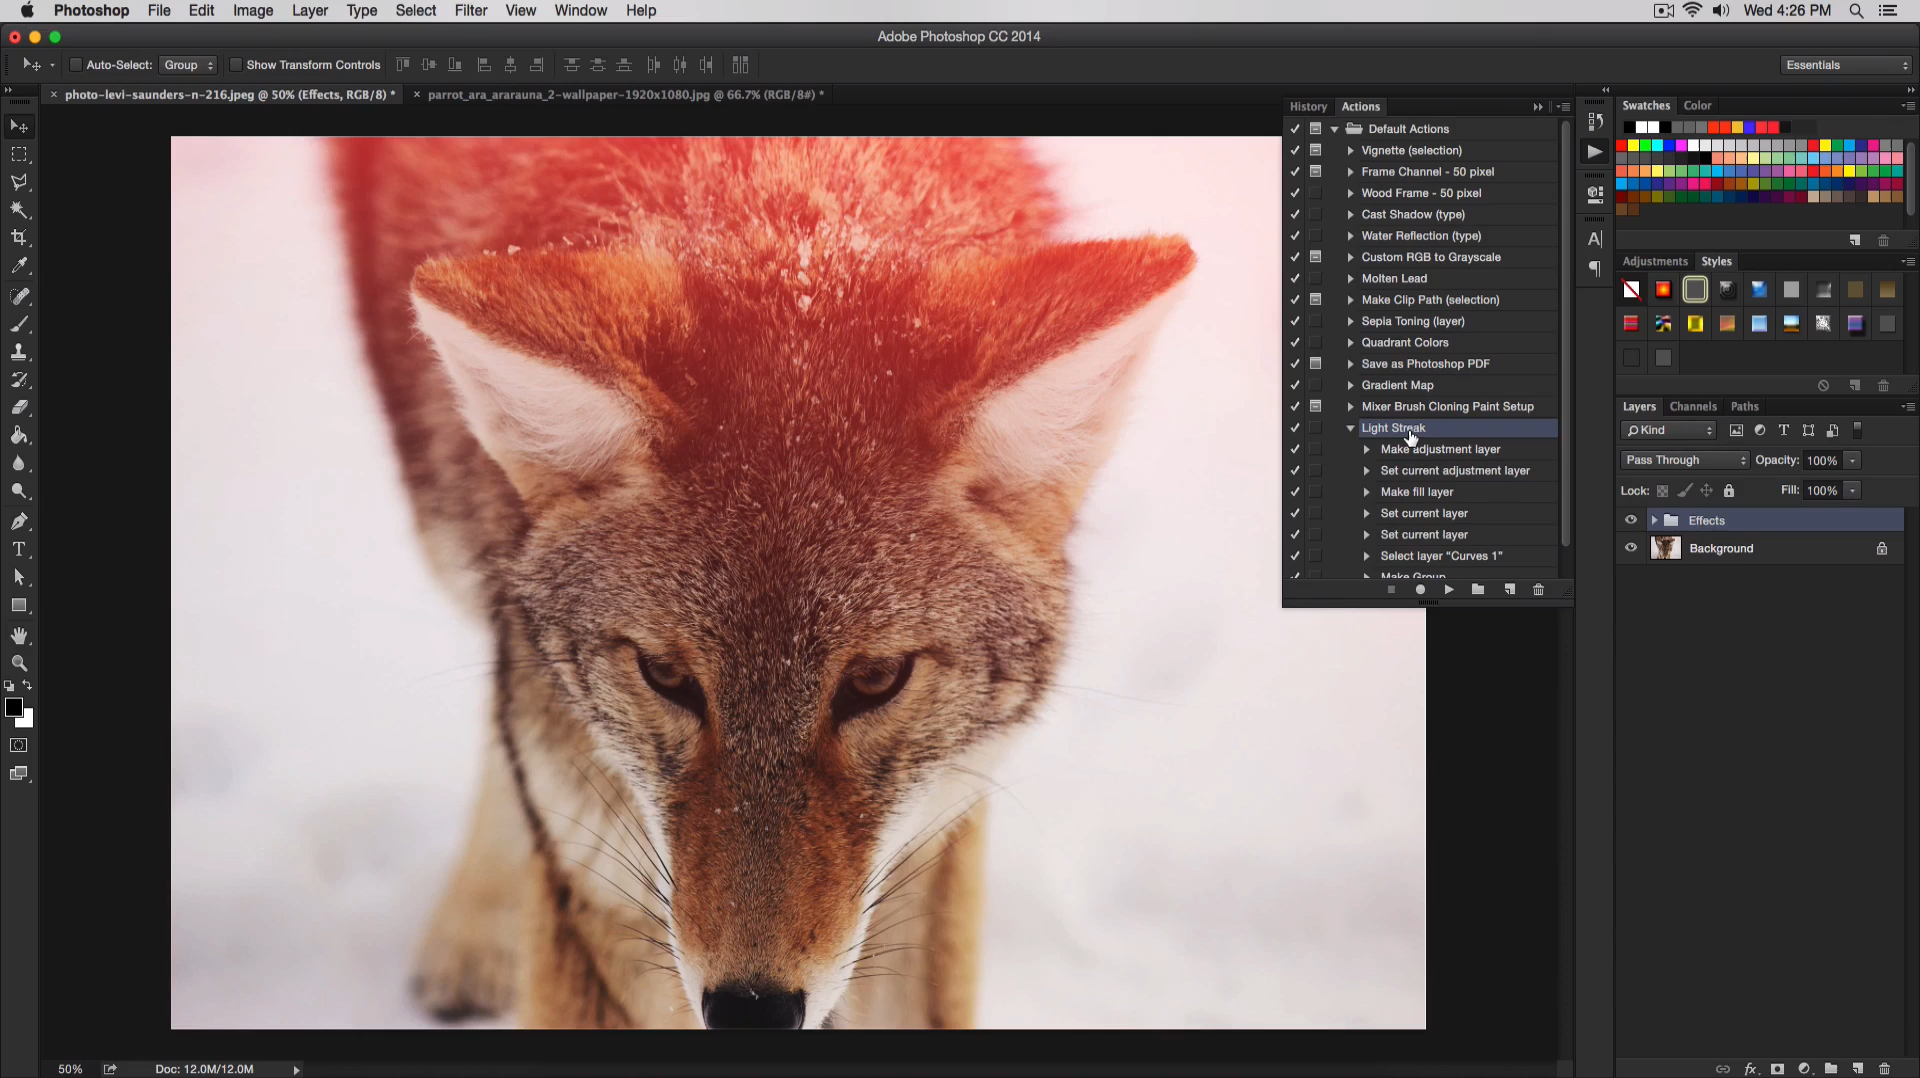 Photoshop File Edit Image Layer Type Select Filter View Window Help Wed 4:26 PM
Adobe Photoshop CC 2014
Auto-Select: Group Show Transform Controls Essentials
photo-levi-saunders-n-216.jpeg @ 50% (Effects, RGB/8) * parrot_ara_ararauna_2-wallpaper-1920x1080.jpg @ 66.7% (RGB/8#) *
History Actions
Default Actions
Vignette (selection)
Frame Channel - 50 pixel
Wood Frame - 50 pixel
Cast Shadow (type)
Water Reflection (type)
Custom RGB to Grayscale
Molten Lead
Make Clip Path (selection)
Sepia Toning (layer)
Quadrant Colors
Save as Photoshop PDF
Gradient Map
Mixer Brush Cloning Paint Setup
Light Streak
Make adjustment layer
Set current adjustment layer
Make fill layer
Set current layer
Set current layer
Select layer “Curves 1”
Make Group
Swatches Color
Adjustments Styles
Layers Channels Paths
Kind
Pass Through Opacity: 100%
Lock: Fill: 100%
Effects
Background
50% Doc: 12.0M/12.0M